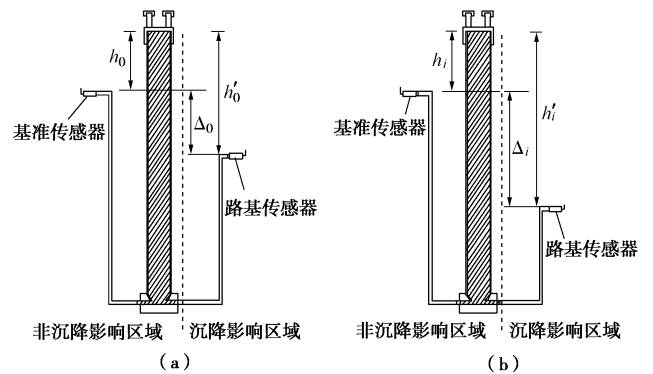 h₀
h₀′
Δ₀
基准传感器
路基传感器
非沉降影响区域
沉降影响区域
(a)
hᵢ
hᵢ′
Δᵢ
基准传感器
路基传感器
非沉降影响区域
沉降影响区域
(b)